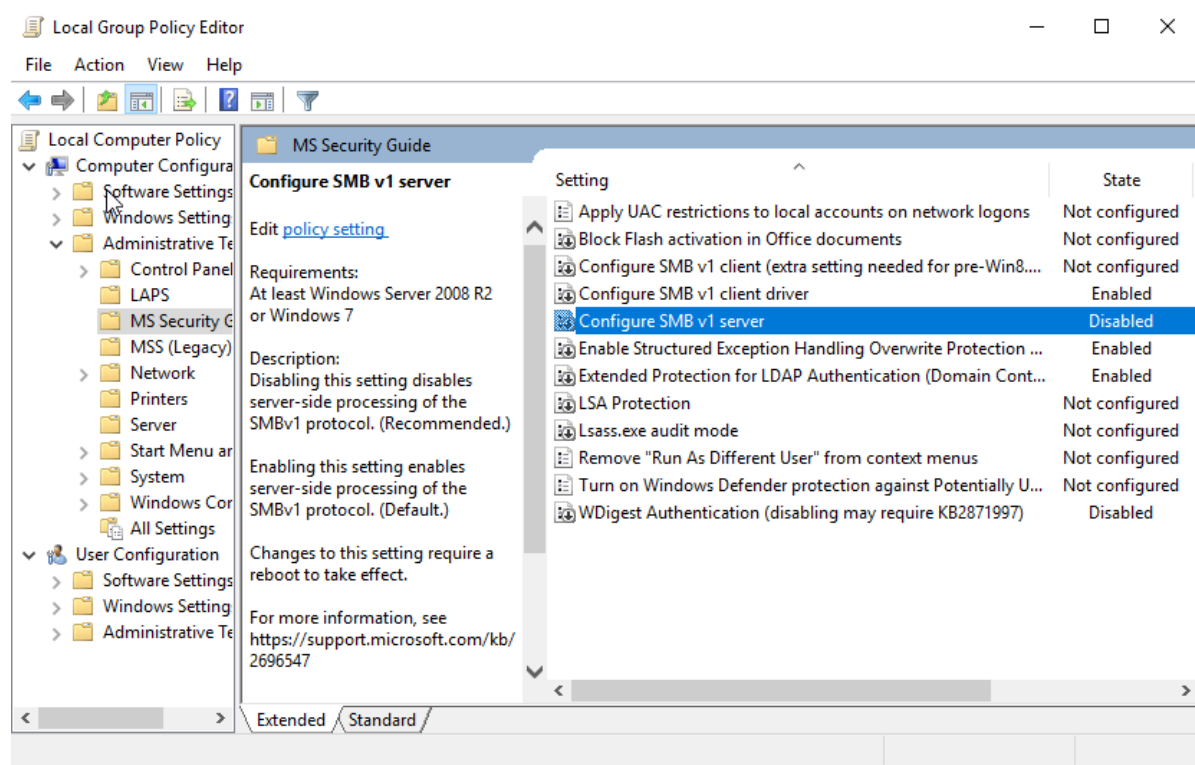 Local Group Policy Editor
File Action View Help
Local Computer Policy
Computer Configura
Software Settings
Windows Setting
Administrative Te
Control Panel
LAPS
MS Security G
MSS (Legacy)
Network
Printers
Server
Start Menu ar
System
Windows Cor
All Settings
User Configuration
Software Settings
Windows Setting
Administrative Te
MS Security Guide
Configure SMB v1 server
Edit policy setting
Requirements:
At least Windows Server 2008 R2
or Windows 7
Description:
Disabling this setting disables
server-side processing of the
SMBv1 protocol. (Recommended.)
Enabling this setting enables
server-side processing of the
SMBv1 protocol. (Default.)
Changes to this setting require a
reboot to take effect.
For more information, see
https://support.microsoft.com/kb/
2696547
Setting State
Apply UAC restrictions to local accounts on network logons Not configured
Block Flash activation in Office documents Not configured
Configure SMB v1 client (extra setting needed for pre-Win8.... Not configured
Configure SMB v1 client driver Enabled
Configure SMB v1 server Disabled
Enable Structured Exception Handling Overwrite Protection ... Enabled
Extended Protection for LDAP Authentication (Domain Cont... Enabled
LSA Protection Not configured
Lsass.exe audit mode Not configured
Remove "Run As Different User" from context menus Not configured
Turn on Windows Defender protection against Potentially U... Not configured
WDigest Authentication (disabling may require KB2871997) Disabled
Extended Standard